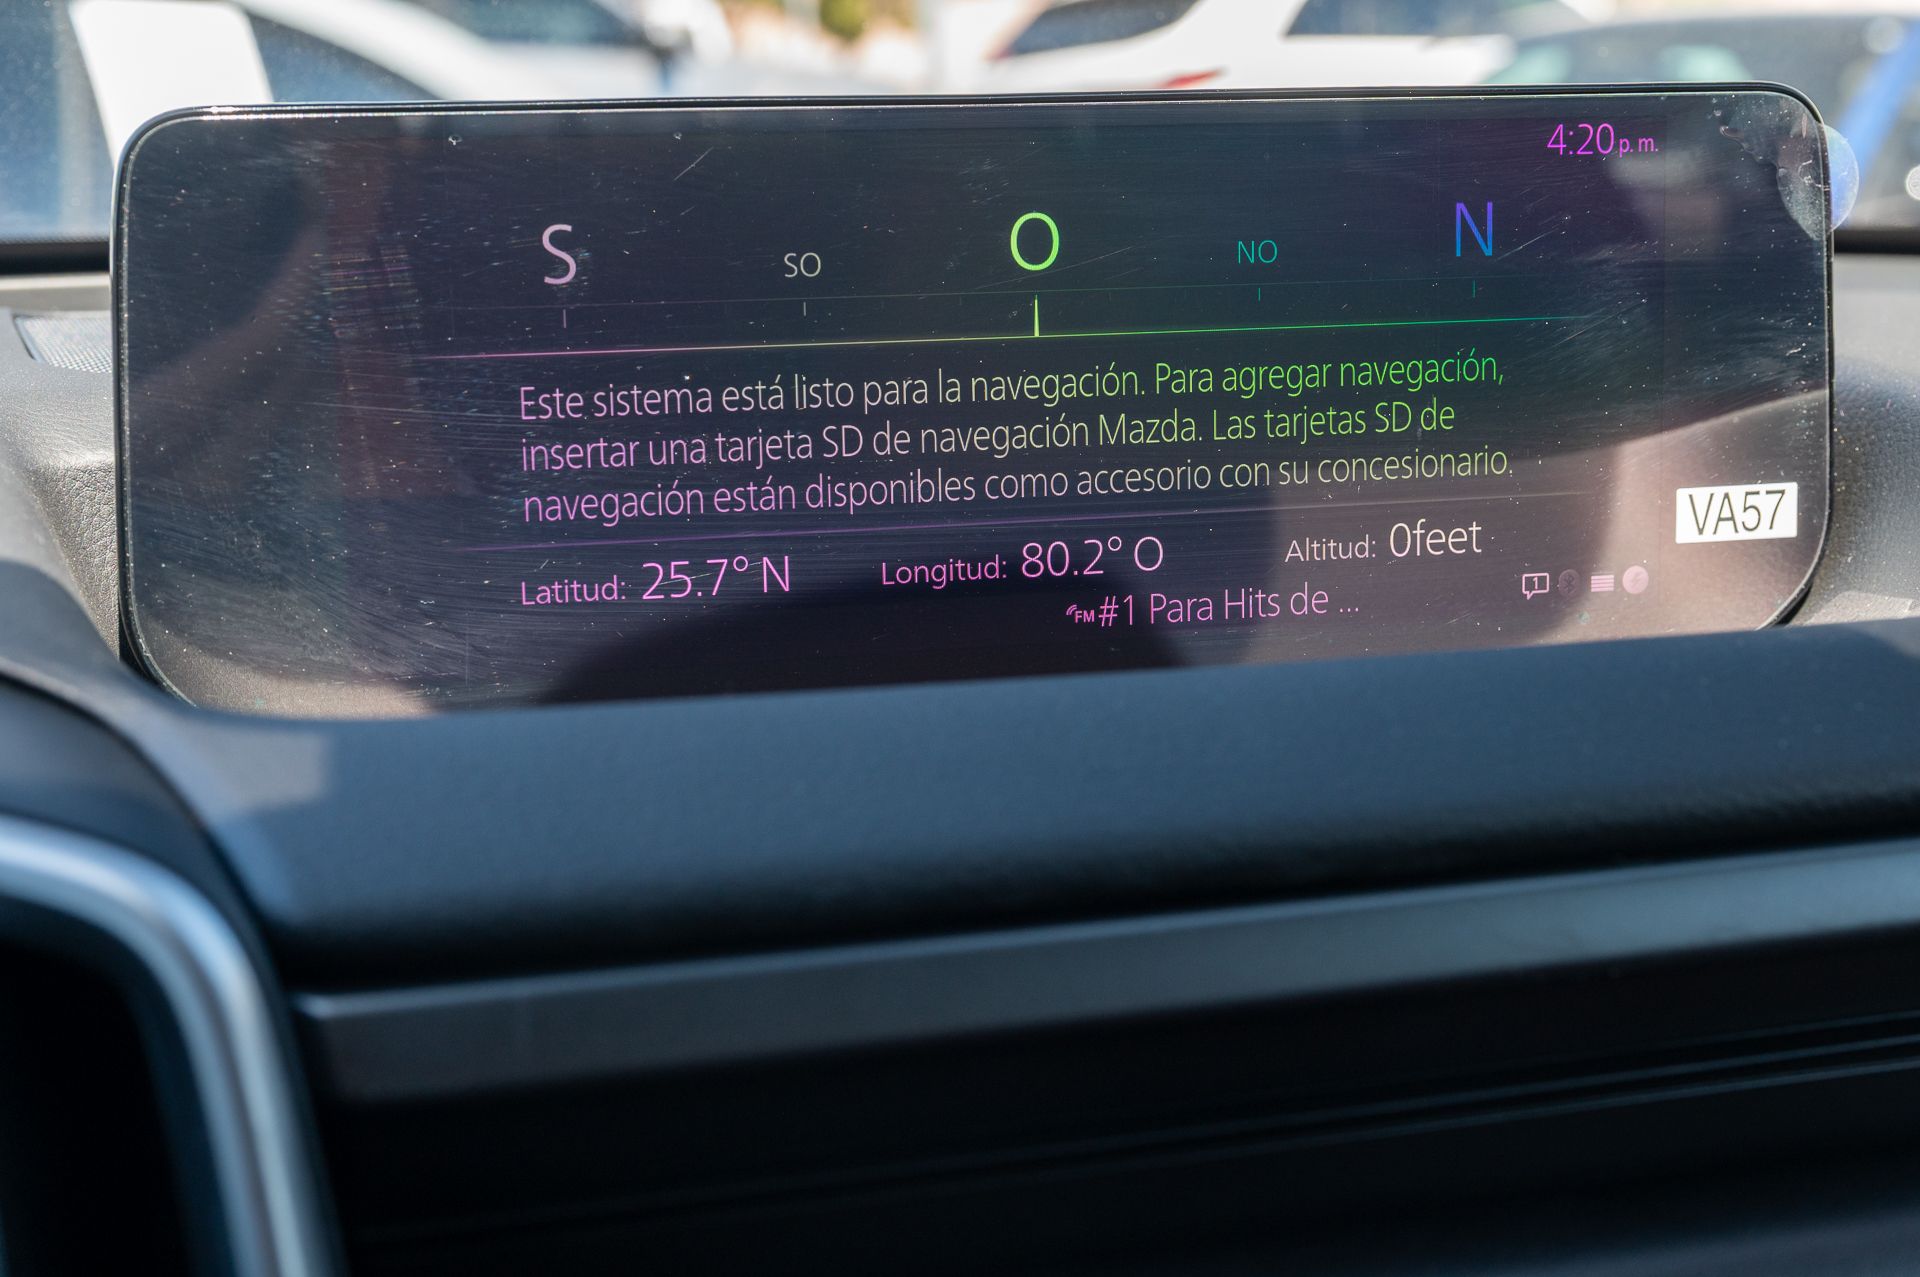 4:20 p. m.
S SO O NO N
Este sistema está listo para la navegación. Para agregar navegación,
insertar una tarjeta SD de navegación Mazda. Las tarjetas SD de
navegación están disponibles como accesorio con su concesionario.
VA57
Latitud: 25.7° N Longitud: 80.2° O Altitud: 0feet
FM #1 Para Hits de ...
1